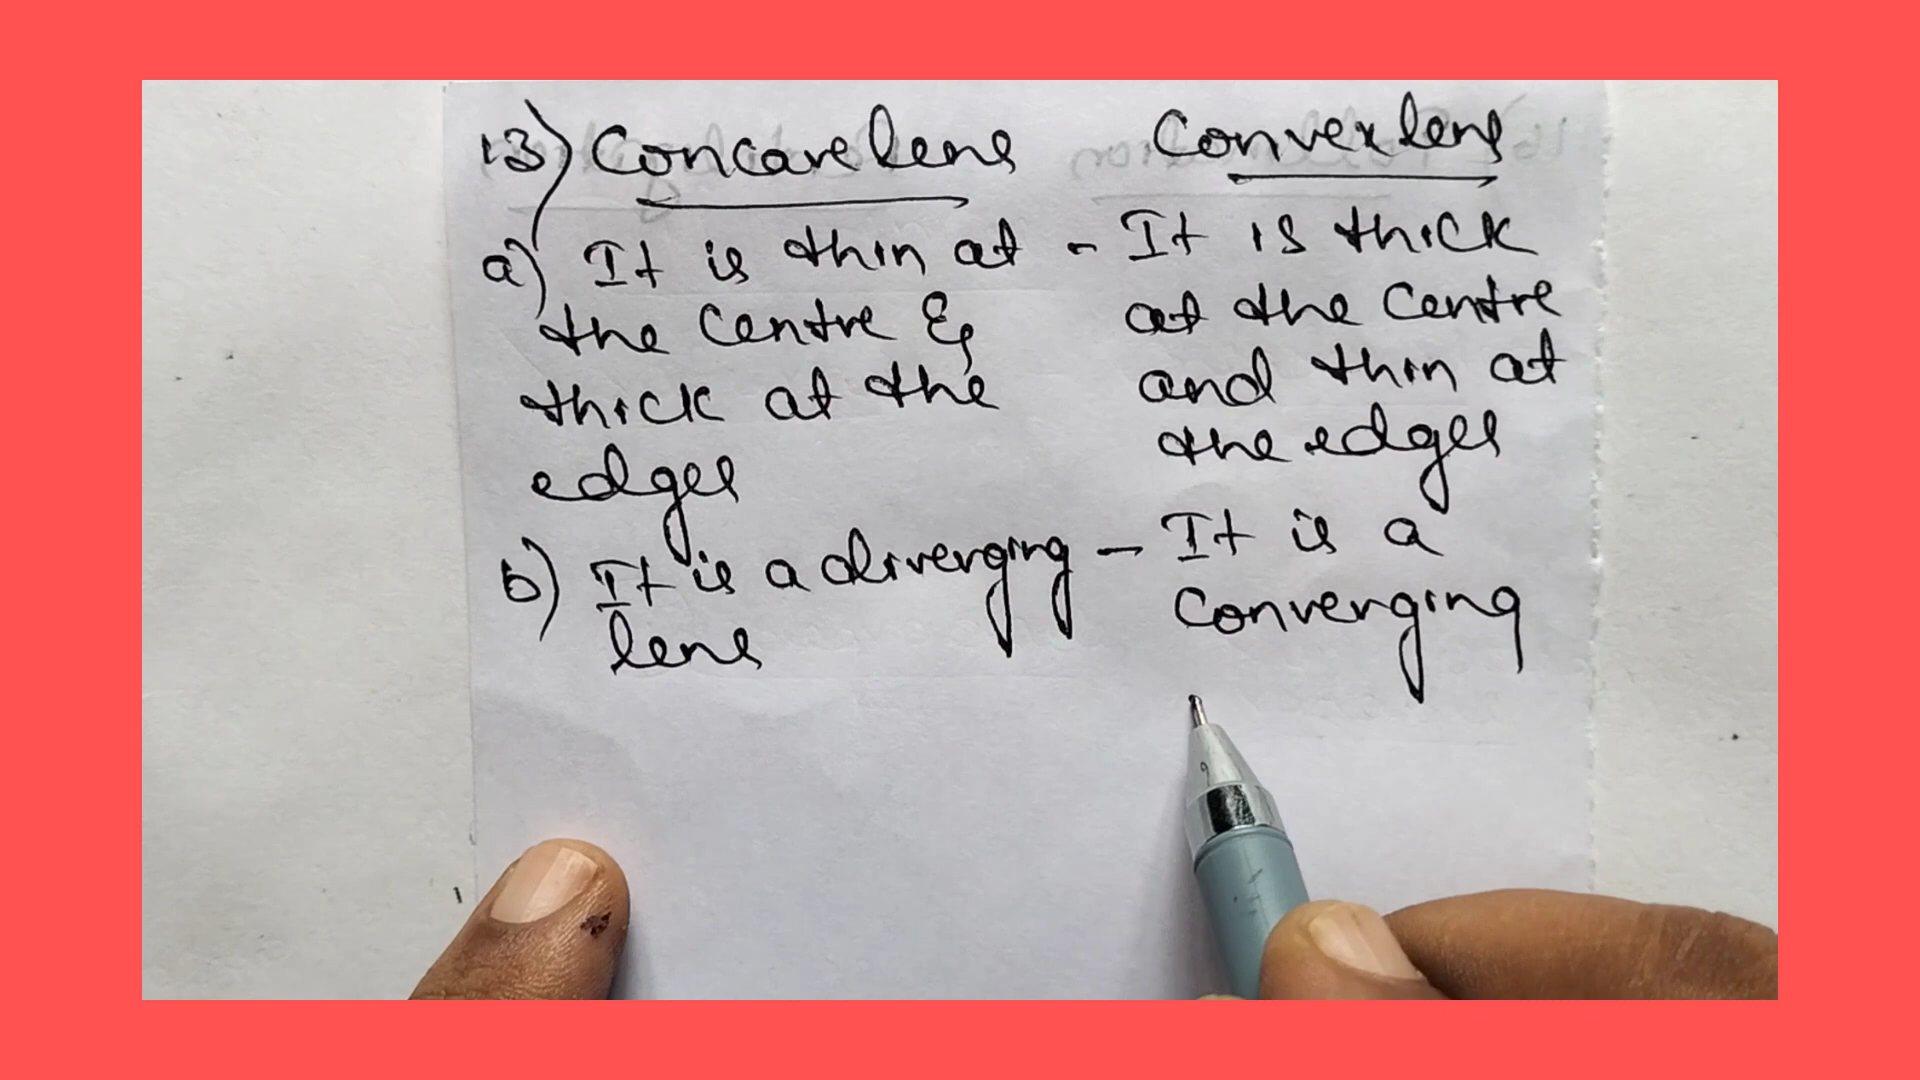 13) Concave lens Convex lens
a) It is thin at - It is thick
the centre & at the centre
thick at the and thin at
edges the edges
b) It is a diverging - It is a
lens converging